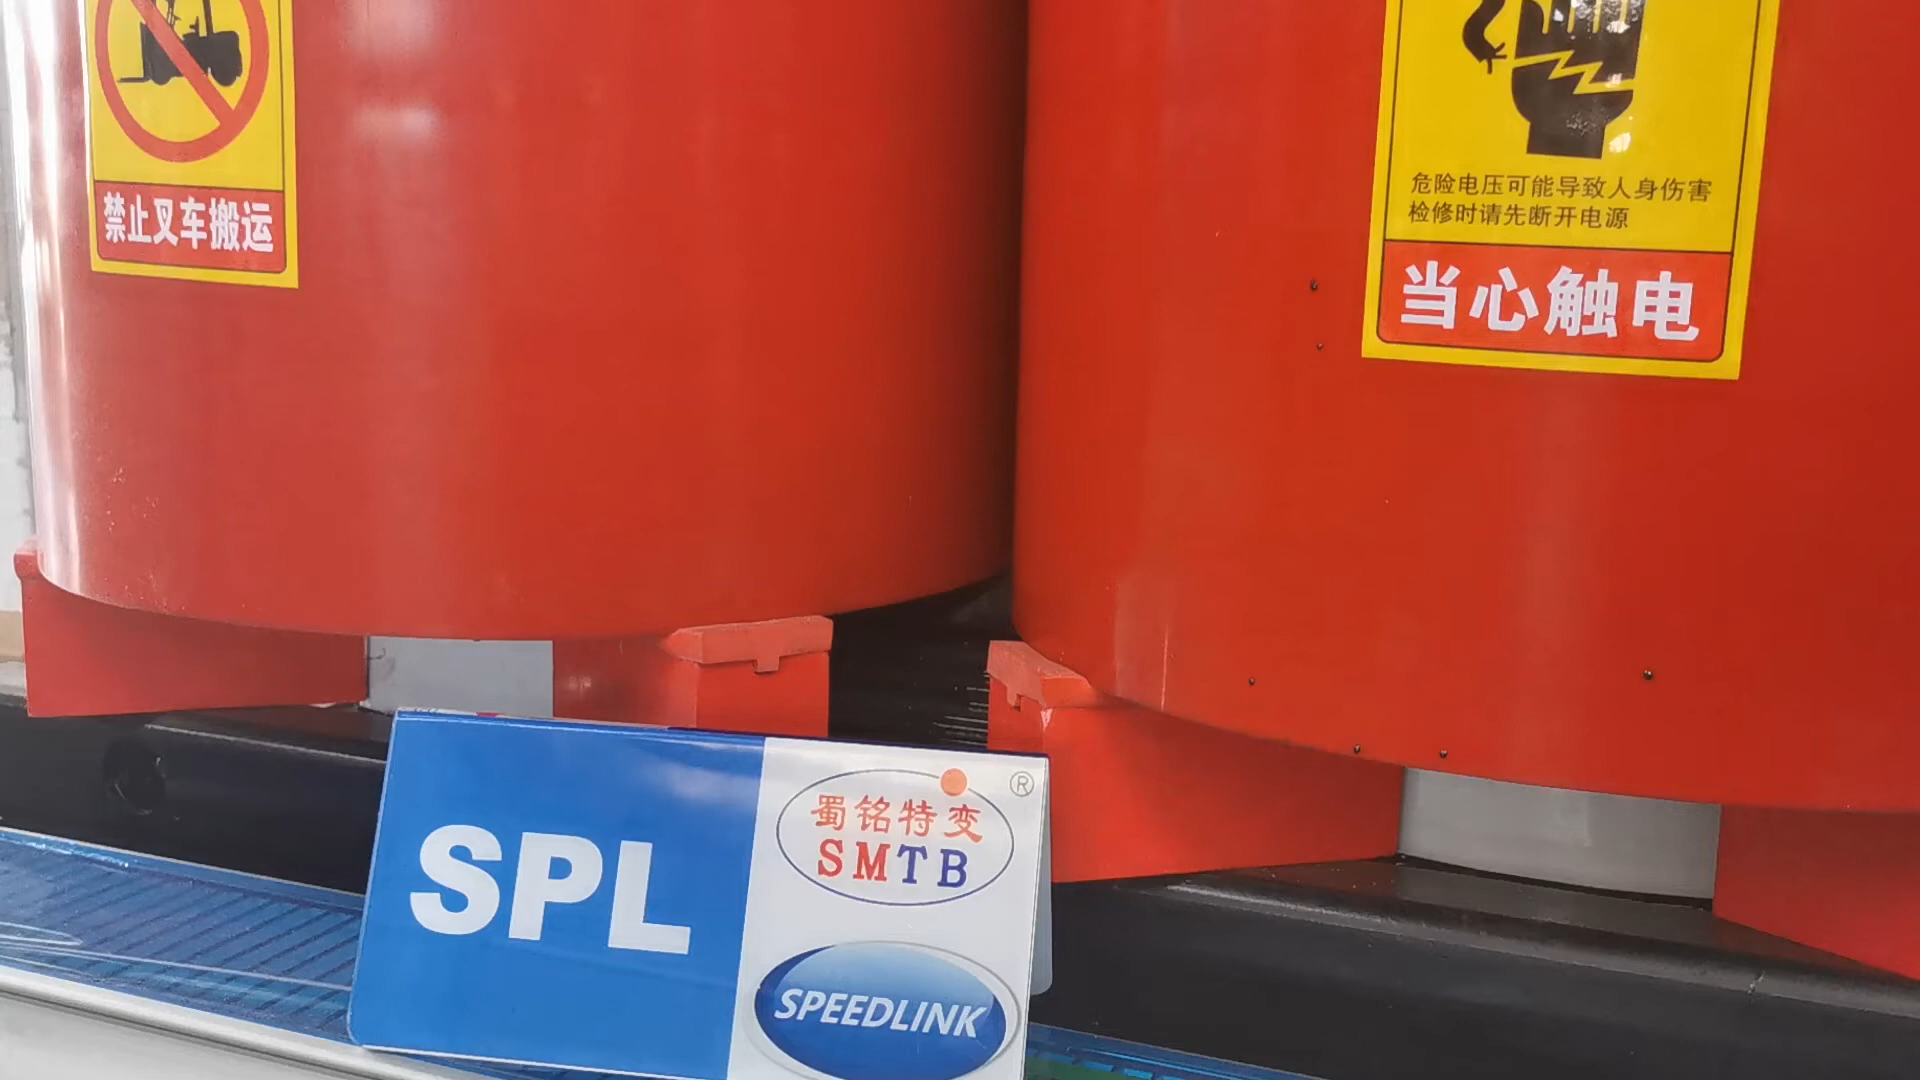 禁止叉车搬运
危险电压可能导致人身伤害
检修时请先断开电源
当心触电
SPL
蜀铭特变
®
SMTB
SPEEDLINK